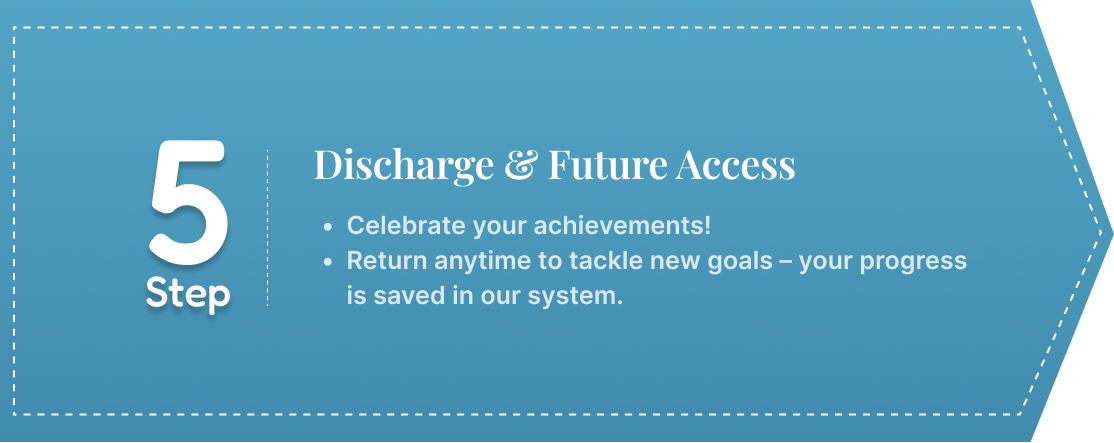 5
Step
Discharge & Future Access
• Celebrate your achievements!
• Return anytime to tackle new goals – your progress
is saved in our system.